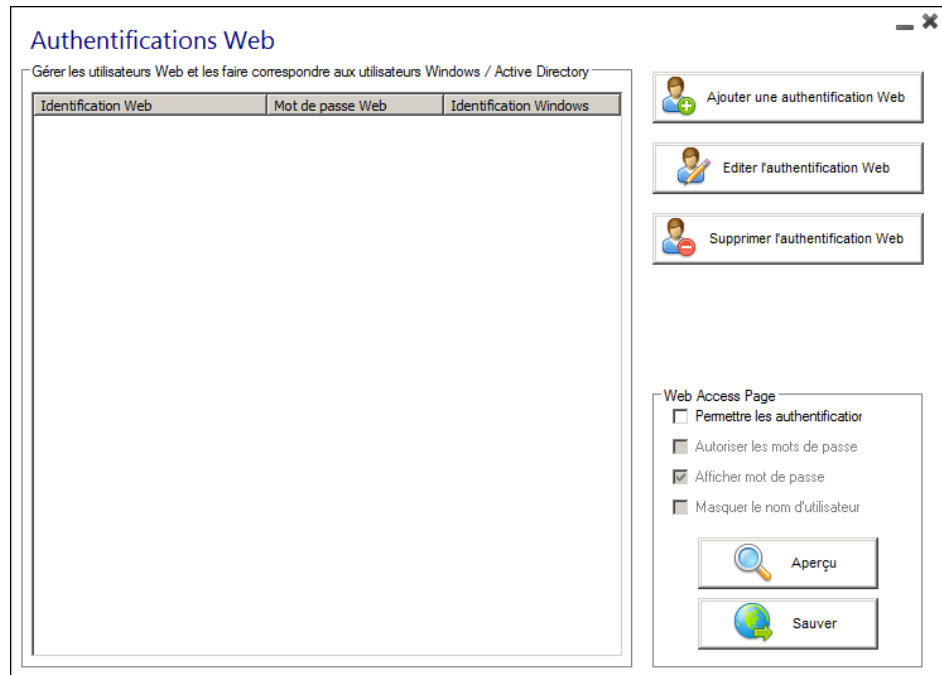 Authentifications Web
Gérer les utilisateurs Web et les faire correspondre aux utilisateurs Windows / Active Directory
Identification Web Mot de passe Web Identification Windows
Ajouter une authentification Web
Editer l'authentification Web
Supprimer l'authentification Web
Web Access Page
Permettre les authentification
Autoriser les mots de passe
Afficher mot de passe
Masquer le nom d'utilisateur
Aperçu
Sauver